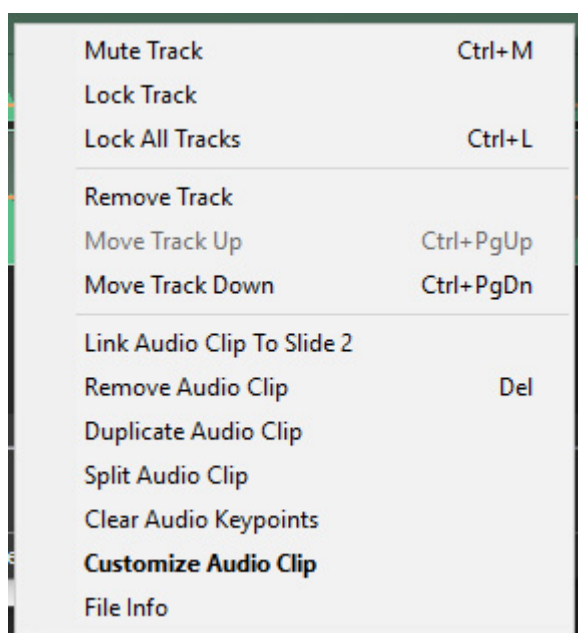 Mute Track Ctrl+M
Lock Track
Lock All Tracks Ctrl+L
Remove Track
Move Track Up Ctrl+PgUp
Move Track Down Ctrl+PgDn
Link Audio Clip To Slide 2
Remove Audio Clip Del
Duplicate Audio Clip
Split Audio Clip
Clear Audio Keypoints
Customize Audio Clip
File Info